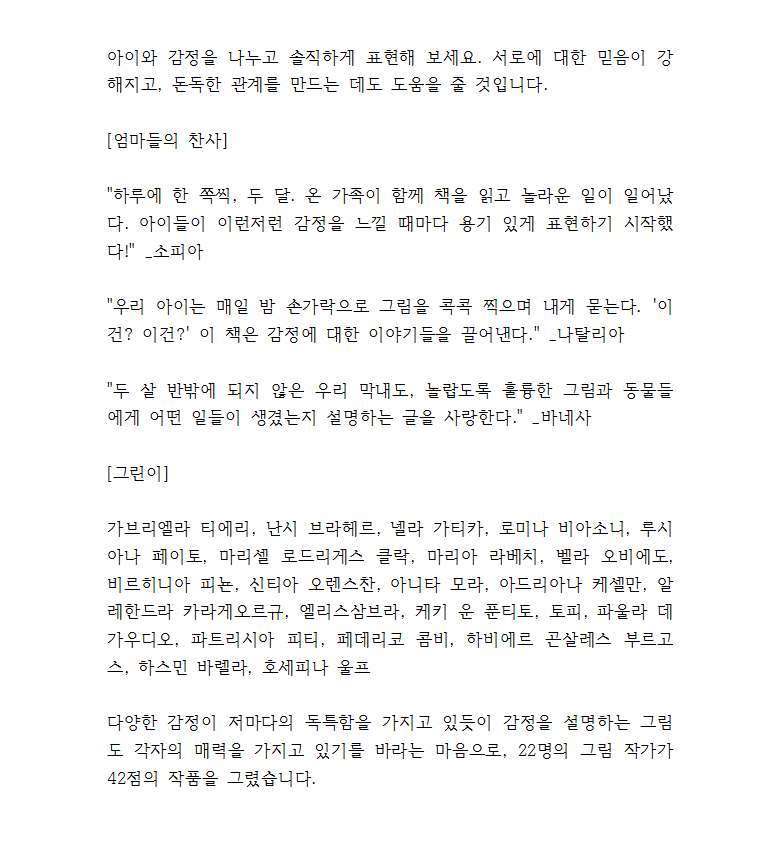 아이와 감정을 나누고 솔직하게 표현해 보세요. 서로에 대한 믿음이 강
해지고, 돈독한 관계를 만드는 데도 도움을 줄 것입니다.
[엄마들의 찬사]
"하루에 한 쪽씩, 두 달. 온 가족이 함께 책을 읽고 놀라운 일이 일어났
다. 아이들이 이런저런 감정을 느낄 때마다 용기 있게 표현하기 시작했
다!" _소피아
"우리 아이는 매일 밤 손가락으로 그림을 콕콕 찍으며 내게 묻는다. '이
건? 이건?' 이 책은 감정에 대한 이야기들을 끌어낸다." _나탈리아
"두 살 반밖에 되지 않은 우리 막내도, 놀랍도록 훌륭한 그림과 동물들
에게 어떤 일들이 생겼는지 설명하는 글을 사랑한다." _바네사
[그린이]
가브리엘라 티에리, 난시 브라헤르, 넬라 가티카, 로미나 비아소니, 루시
아나 페이토, 마리셀 로드리게스 클락, 마리아 라베치, 벨라 오비에도,
비르히니아 피뇬, 신티아 오렌스찬, 아니타 모라, 아드리아나 케셀만, 알
레한드라 카라게오르규, 엘리스삼브라, 케키 운 푼티토, 토피, 파울라 데
가우디오, 파트리시아 피티, 페데리코 콤비, 하비에르 곤살레스 부르고
스, 하스민 바렐라, 호세피나 울프
다양한 감정이 저마다의 독특함을 가지고 있듯이 감정을 설명하는 그림
도 각자의 매력을 가지고 있기를 바라는 마음으로, 22명의 그림 작가가
42점의 작품을 그렸습니다.